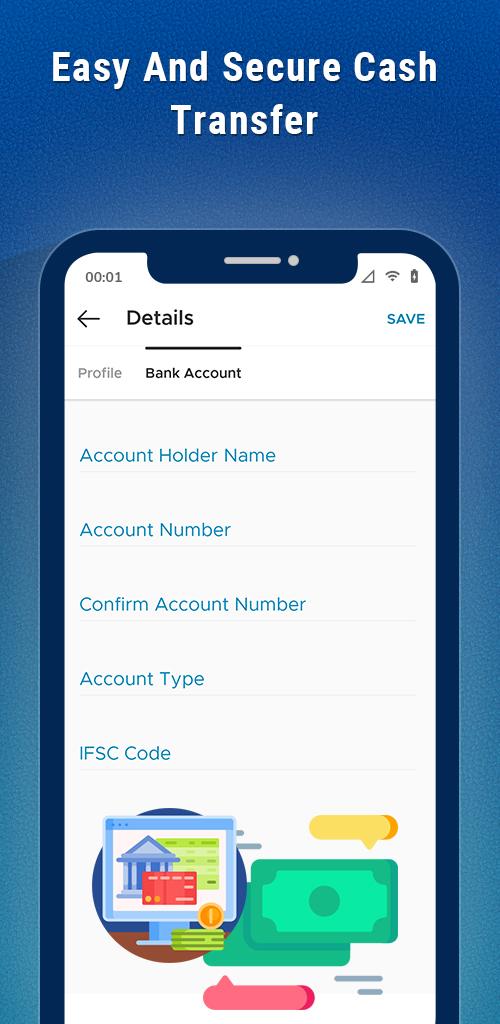 Easy And Secure Cash
Transfer
00:01
Details
SAVE
Profile
Bank Account
Account Holder Name
Account Number
Confirm Account Number
Account Type
IFSC Code